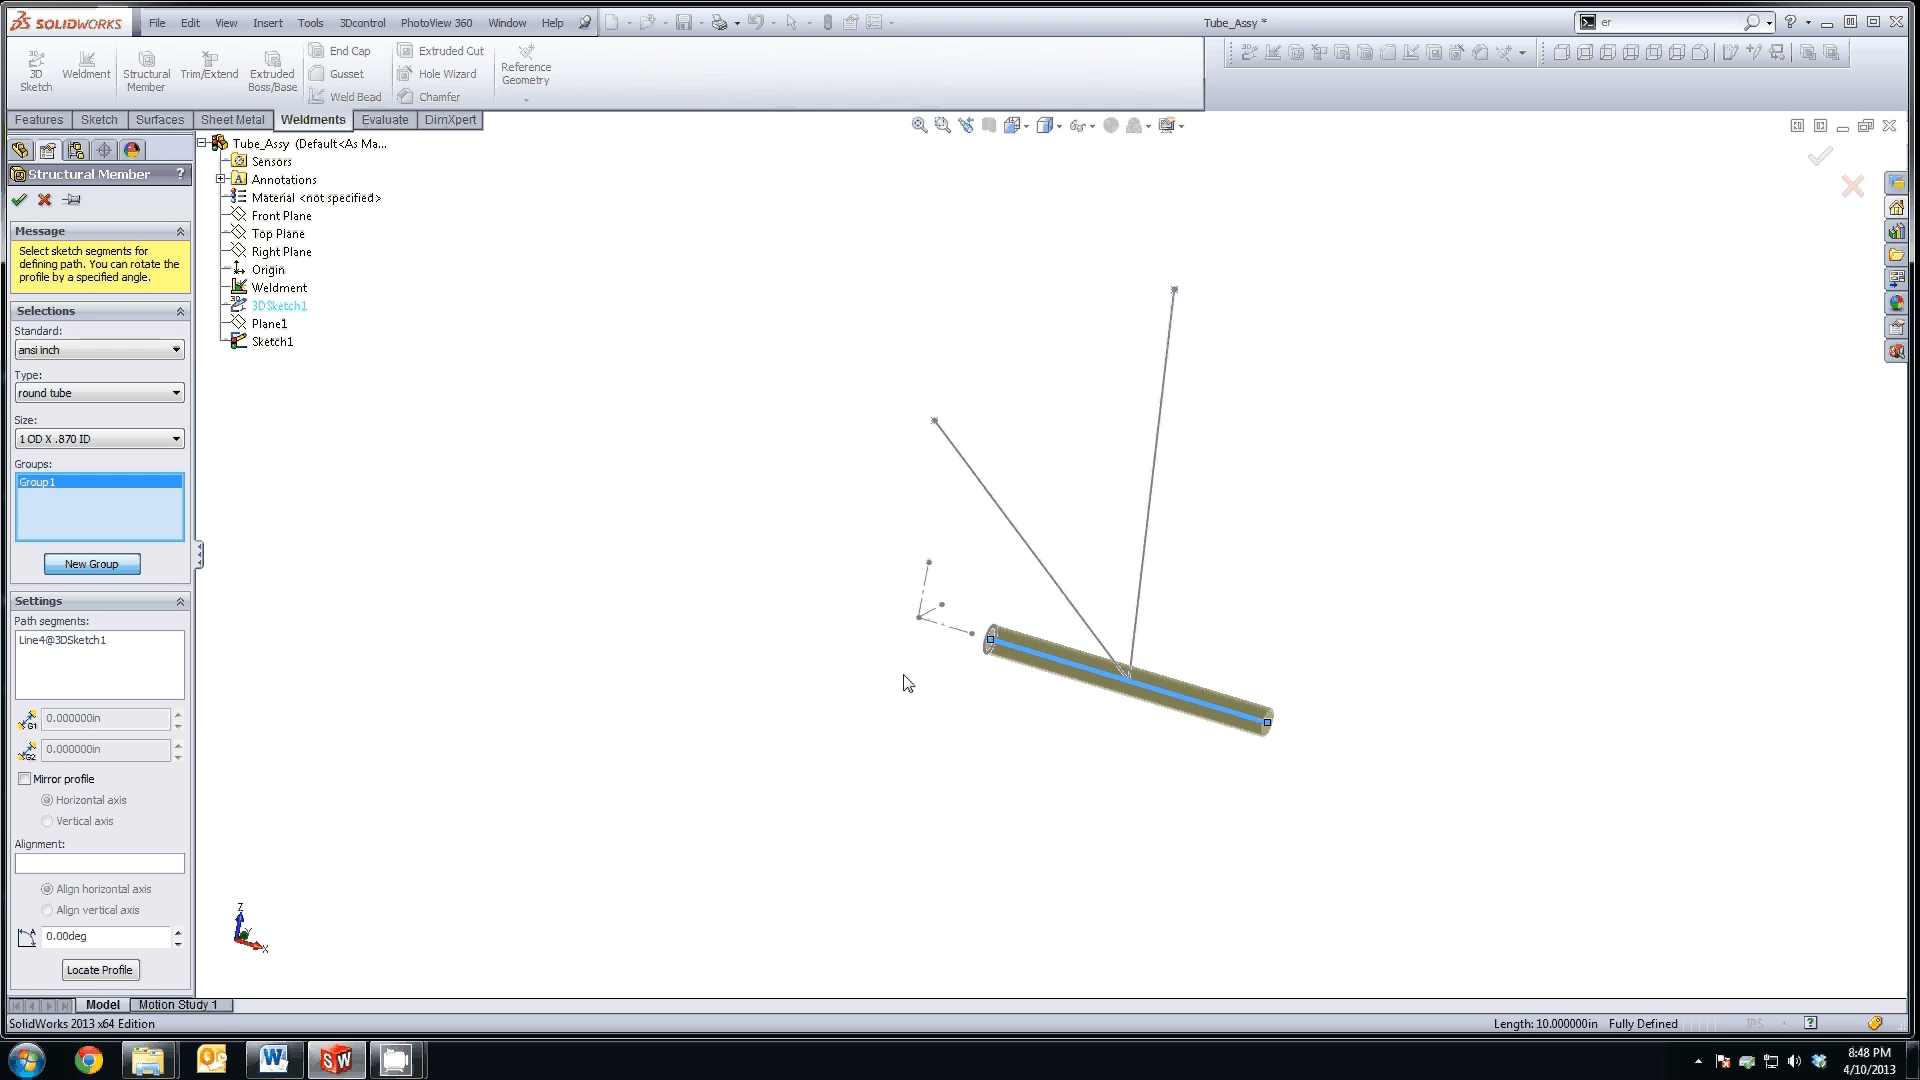 SOLIDWORKS File Edit View Insert Tools 3Dcontrol PhotoView 360 Window Help Tube_Assy * er
3D Sketch
Weldment
Structural Member
Trim/Extend
Extruded Boss/Base
End Cap
Gusset
Weld Bead
Extruded Cut
Hole Wizard
Chamfer
Reference Geometry
Features Sketch Surfaces Sheet Metal Weldments Evaluate DimXpert
Structural Member ?
Message
Select sketch segments for
defining path. You can rotate the
profile by a specified angle.
Selections
Standard:
ansi inch
Type:
round tube
Size:
1 OD X .870 ID
Groups:
Group1
New Group
Settings
Path segments:
Line4@3DSketch1
G1 0.000000in
G2 0.000000in
Mirror profile
Horizontal axis
Vertical axis
Alignment:
Align horizontal axis
Align vertical axis
0.00deg
Locate Profile
Tube_Assy (Default<As Ma...
Sensors
Annotations
Material <not specified>
Front Plane
Top Plane
Right Plane
Origin
Weldment
3DSketch1
Plane1
Sketch1
Z
Y
X
Model Motion Study 1
SolidWorks 2013 x64 Edition Length: 10.000000in Fully Defined IPS
8:48 PM
4/10/2013